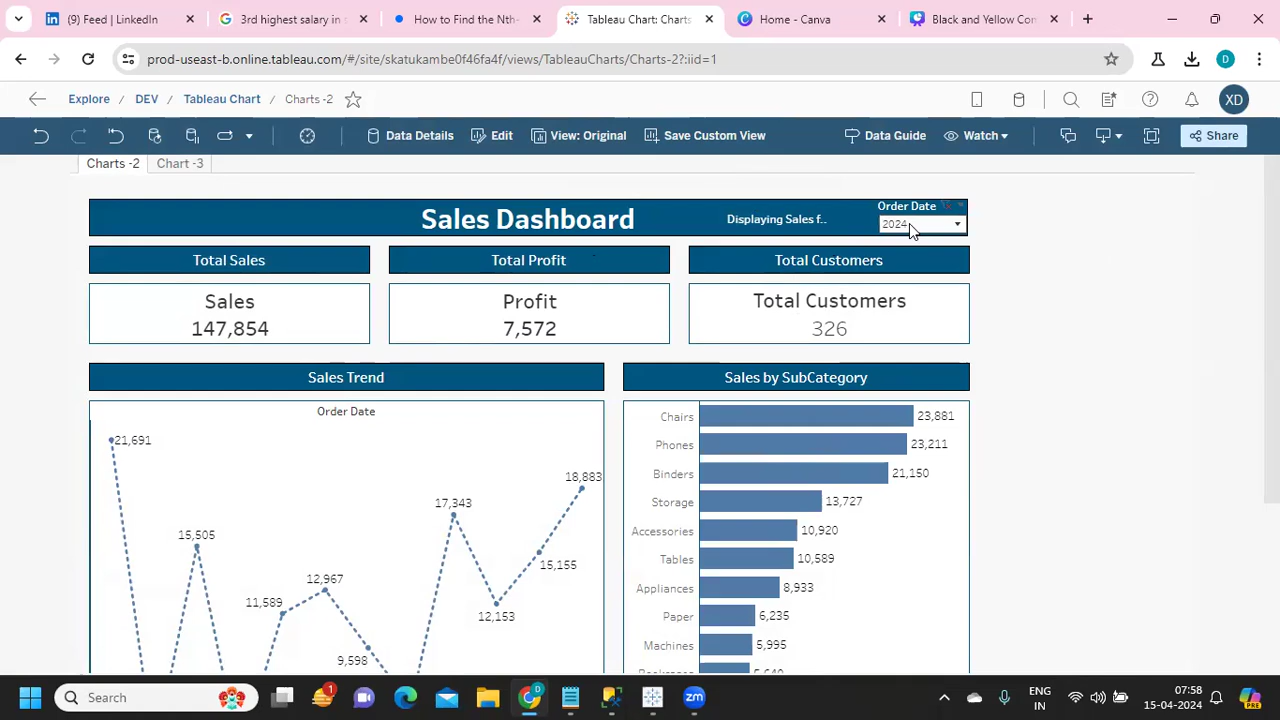 (9) Feed | LinkedIn
3rd highest salary in s
How to Find the Nth-
Tableau Chart: Charts
Home - Canva
Black and Yellow Con
prod-useast-b.online.tableau.com/#/site/skatukambe0f46fa4f/views/TableauCharts/Charts-2?:iid=1
D
Explore
DEV
Tableau Chart
Charts -2
XD
Data Details
Edit
View: Original
Save Custom View
Data Guide
Watch
Share
Charts -2
Chart -3
Sales Dashboard
Displaying Sales f..
Order Date
2024
Total Sales
Total Profit
Total Customers
Sales
147,854
Profit
7,572
Total Customers
326
Sales Trend
Sales by SubCategory
Order Date
21,691
15,505
11,589
12,967
9,598
17,343
12,153
15,155
18,883
Chairs 23,881
Phones 23,211
Binders 21,150
Storage 13,727
Accessories 10,920
Tables 10,589
Appliances 8,933
Paper 6,235
Machines 5,995
Search
1
D
zm
ENG
IN
07:58
15-04-2024
PRE